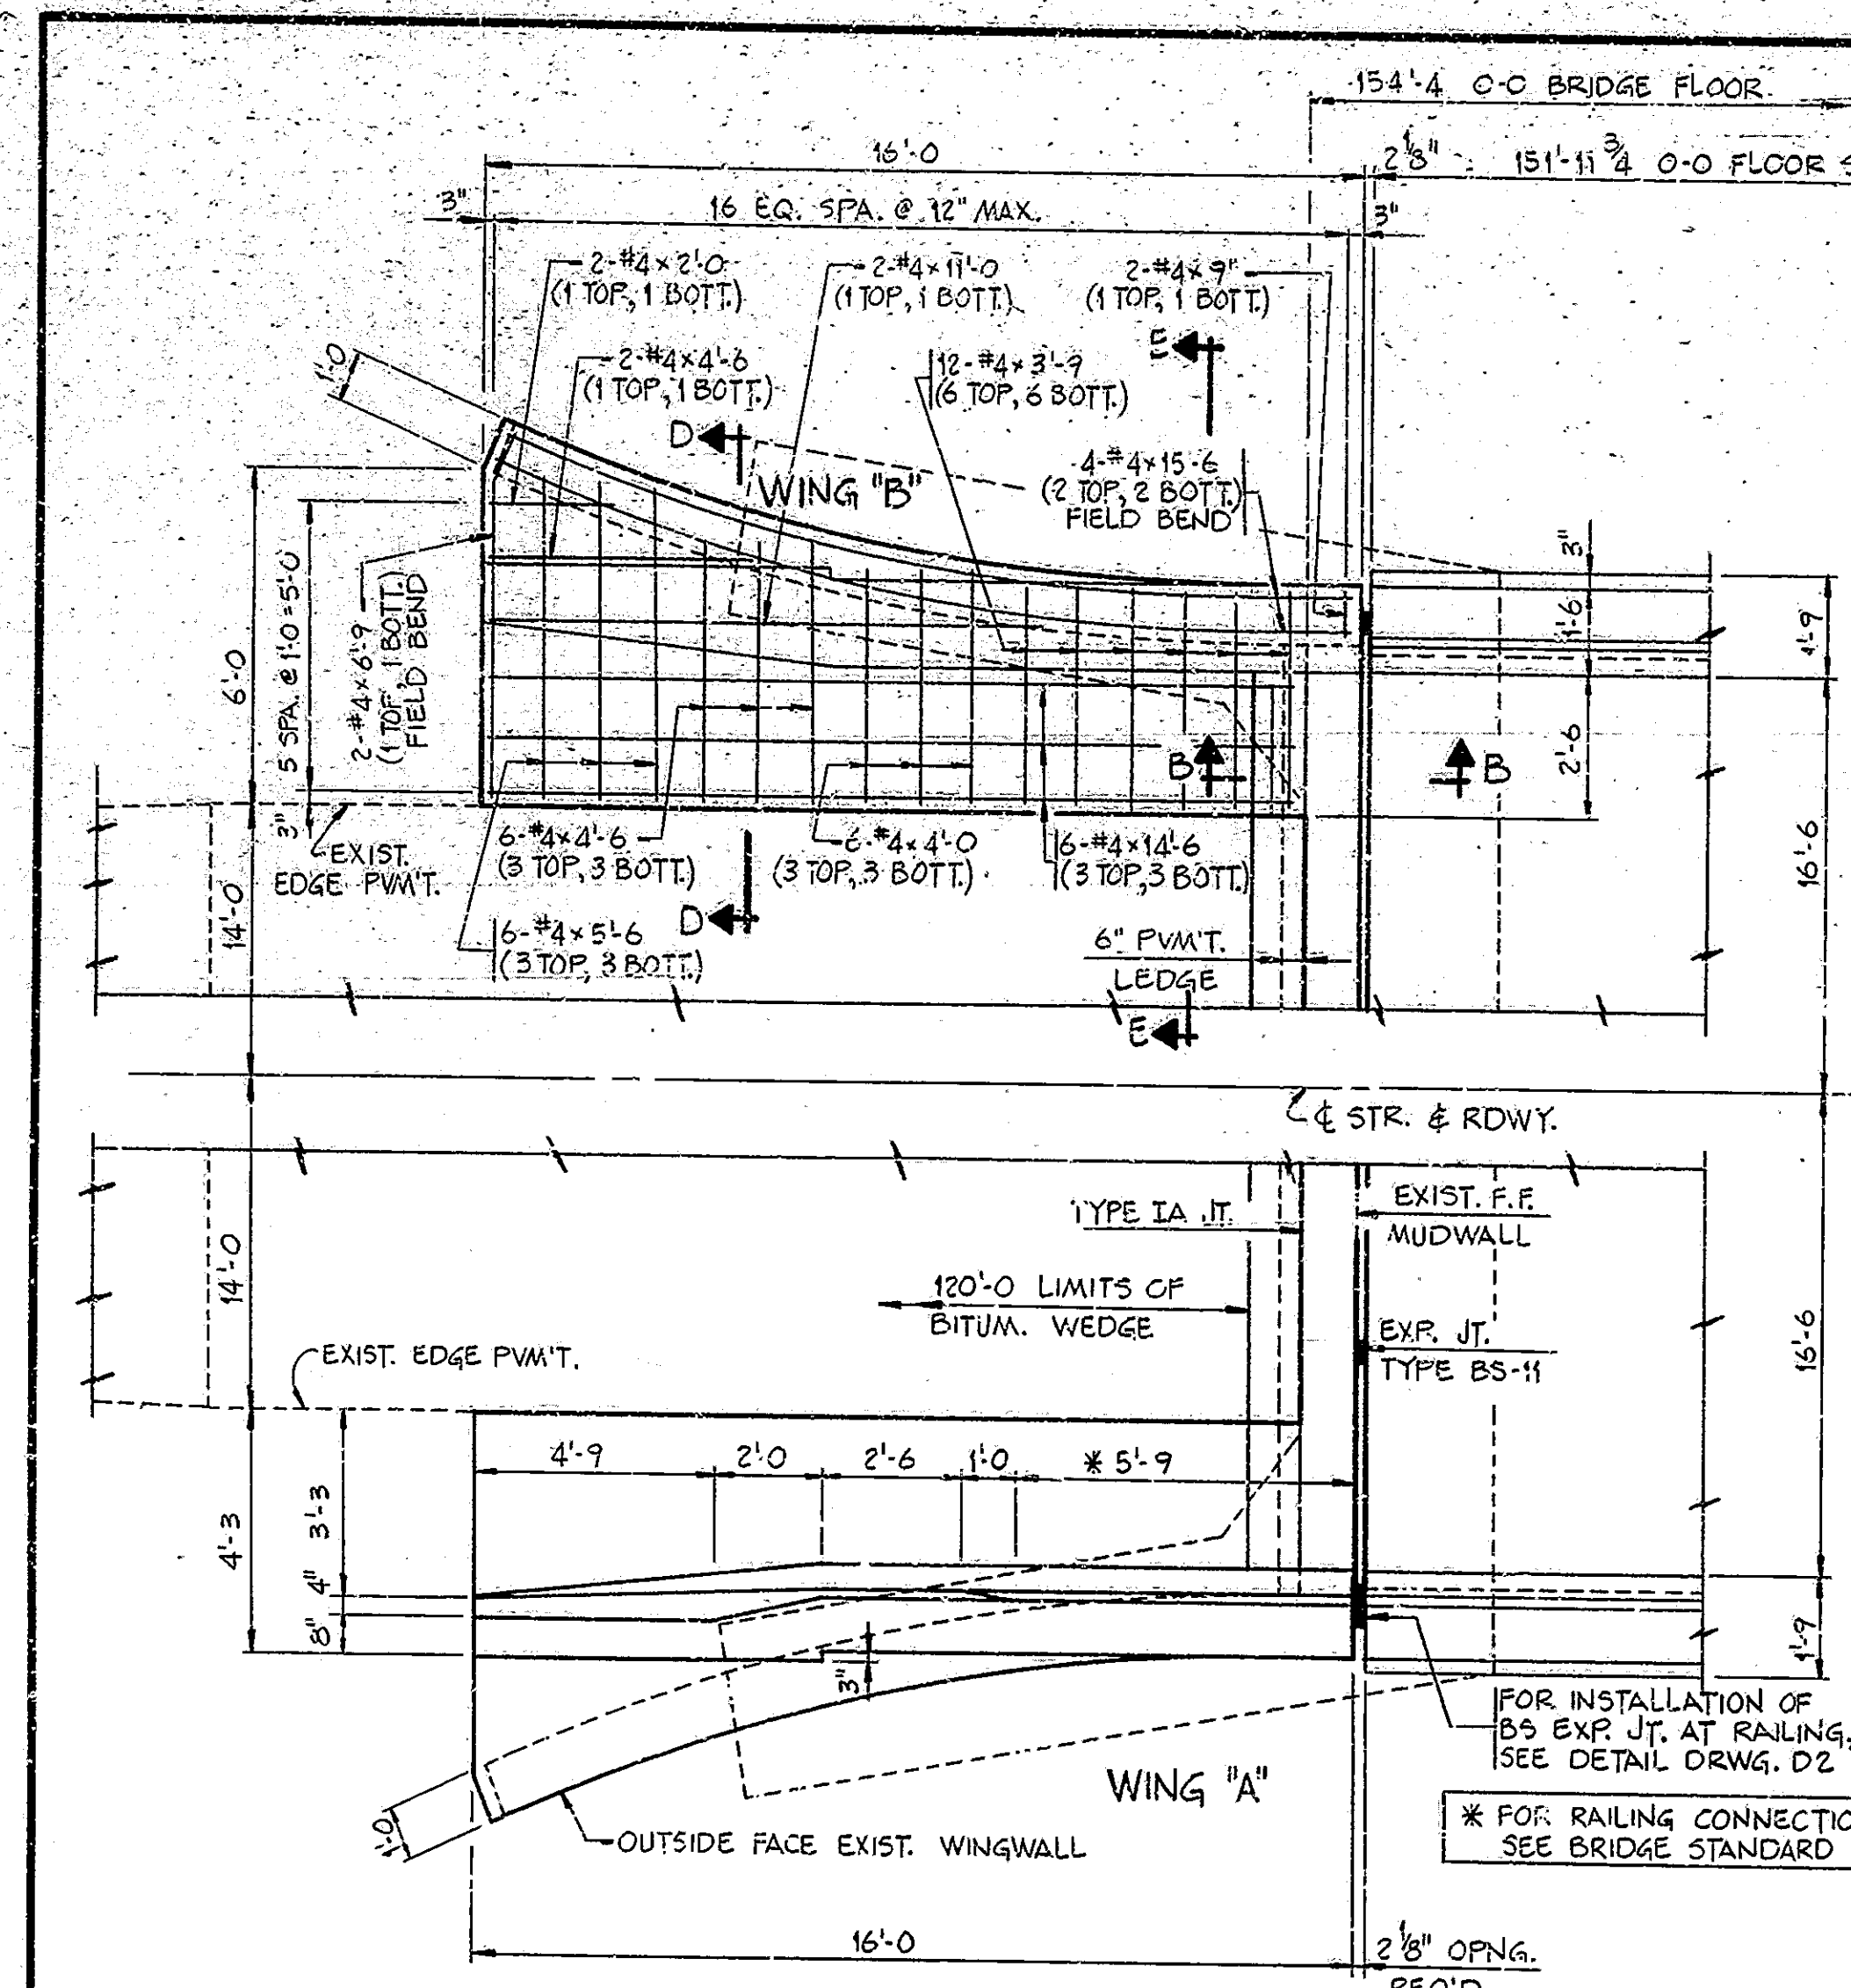 154'-4 C-C BRIDGE FLOOR
16'-0
2 1/8"
151'-11 3/4 O-O FLOOR
3"
16 EQ. SPA. @ 12" MAX.
3"
2-#4×2'-0
(1 TOP, 1 BOTT.)
2-#4×11'-0
(1 TOP, 1 BOTT.)
2-#4×9"
(1 TOP, 1 BOTT.)
1'-0
2-#4×4'-6
(1 TOP, 1 BOTT.)
12-#4×3'-9
(6 TOP, 6 BOTT.)
E
D
WING "B"
4-#4×15-6
(2 TOP, 2 BOTT.)
FIELD BEND
6'-0
5 SPA. @ 1'-0=5'-0
3"
2-#4×6'-9
(1 TOP, 1 BOTT.)
FIELD BEND
3"
1'-6
1'-9
2'-6
B
B
16'-6
EXIST.
EDGE PVM'T.
14'-0
6-#4×4'-6
(3 TOP, 3 BOTT.)
6-#4×4'-0
(3 TOP, 3 BOTT.)
6-#4×14'-6
(3 TOP, 3 BOTT.)
D
6-#4×5'-6
(3 TOP, 3 BOTT.)
6" PVM'T.
LEDGE
E
℄ STR. & RDWY.
TYPE IA JT.
EXIST. F.F.
MUDWALL
14'-0
120'-0 LIMITS OF
BITUM. WEDGE
EXP. JT.
TYPE BS-11
16'-6
EXIST. EDGE PVM'T.
4'-9
2'-0
2'-6
1'-0
* 5'-9
4'-3
3'-3
4"
8"
3"
1'-9
FOR INSTALLATION OF
BS EXP. JT. AT RAILING,
SEE DETAIL DRWG. D2
WING "A"
1'-0
OUTSIDE FACE EXIST. WINGWALL
* FOR RAILING
SEE BRIDGE STANDARD
16'-0
2 1/8" OPNG.
REQ'D